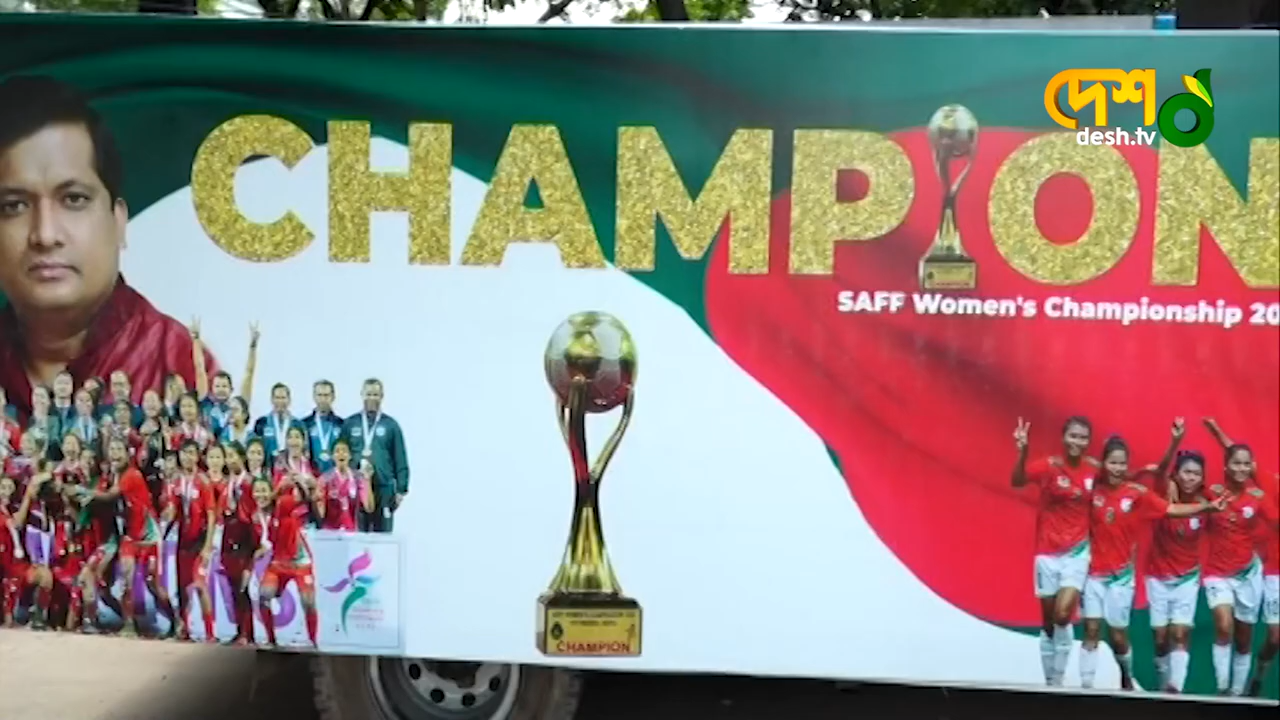 দেশ
desh.tv
CHAMPION
SAFF Women's Championship 20
CHAMPION